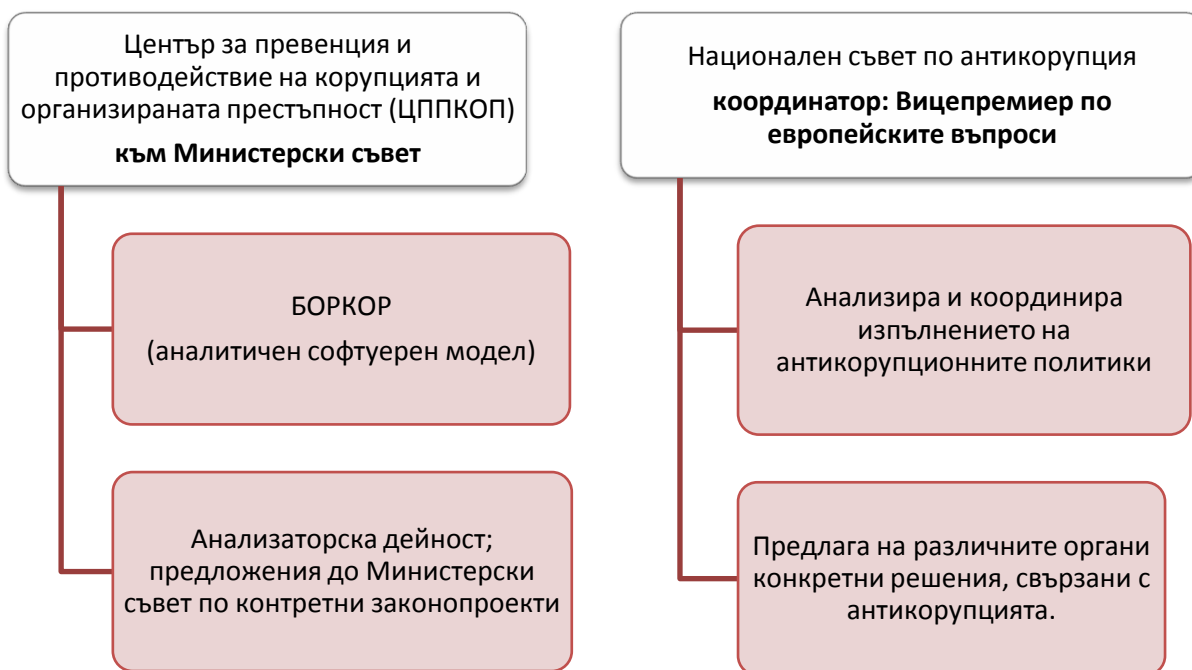 Център за превенция и
противодействие на корупцията и
организираната престъпност (ЦППКОП)
към Министерски съвет
БОРКОР
(аналитичен софтуерен модел)
Анализаторска дейност;
предложения до Министерски
съвет по контретни законопроекти
Национален съвет по антикорупция
координатор: Вицепремиер по
европейските въпроси
Анализира и координира
изпълнението на
антикорупционните политики
Предлага на различните органи
конкретни решения, свързани с
антикорупцията.